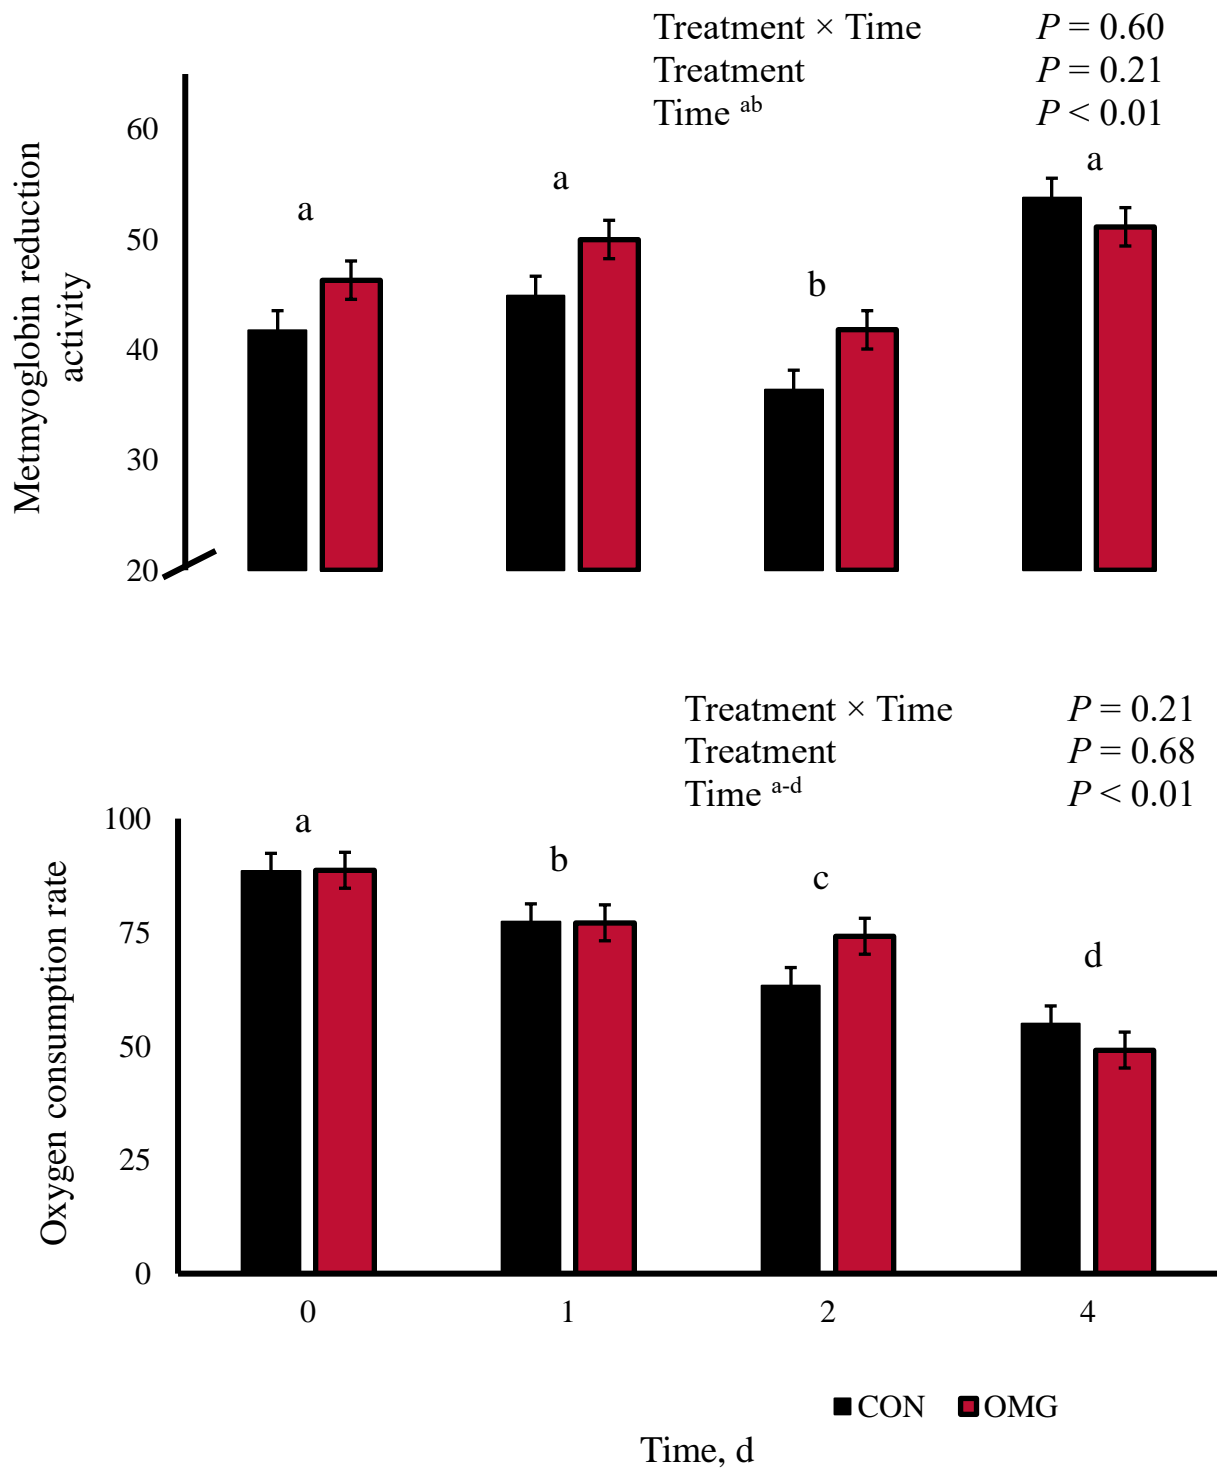 Treatment × Time P = 0.60
Treatment P = 0.21
Time ab P < 0.01
Metmyoglobin reduction
activity
60
50
40
30
20
a
a
b
a
Treatment × Time P = 0.21
Treatment P = 0.68
Time a-d P < 0.01
Oxygen consumption rate
100
75
50
25
0
a
b
c
d
0 1 2 4
CON OMG
Time, d